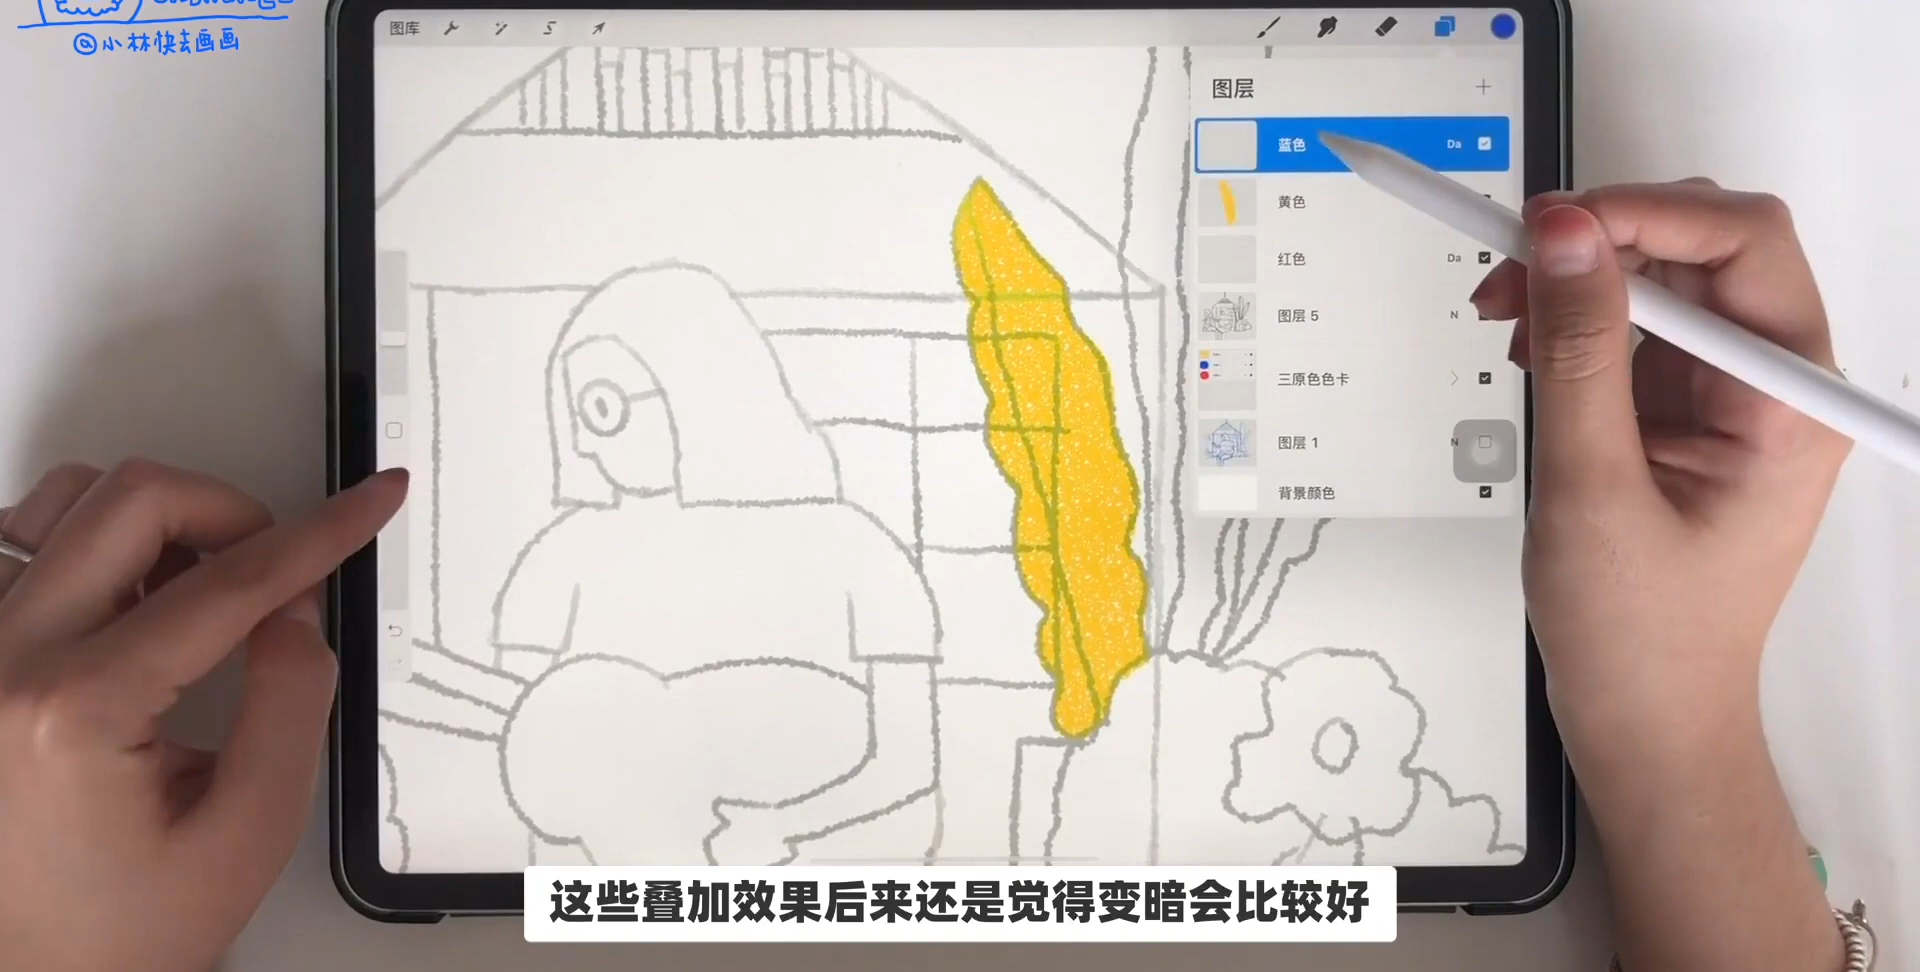 @小林快去画画
图库
图层
蓝色 Da
黄色
红色 Da
图层 5 N
三原色色卡
图层 1 N
背景颜色
这些叠加效果后来还是觉得变暗会比较好